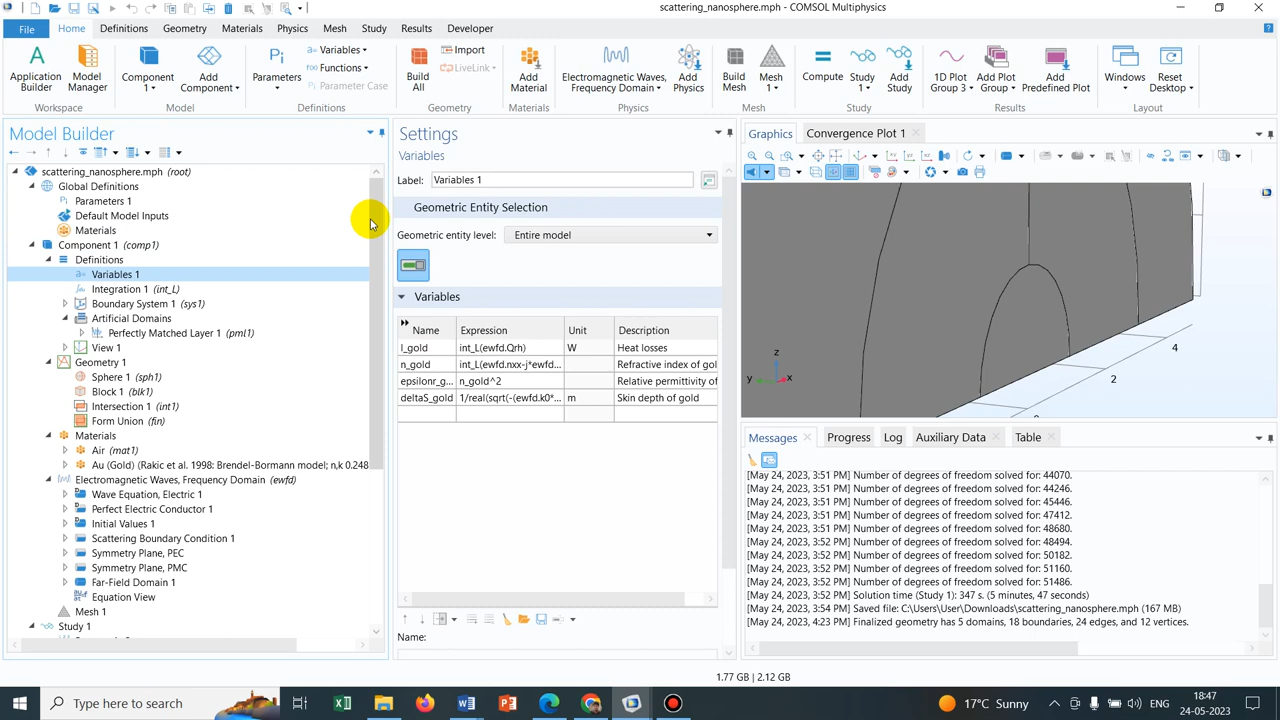 scattering_nanosphere.mph - COMSOL Multiphysics
File Home Definitions Geometry Materials Physics Mesh Study Results Developer
Application Builder
Model Manager
Workspace
Component 1
Add Component
Model
Pi
Parameters
a= Variables
f(x) Functions
Pi Parameter Case
Definitions
Build All
Import
LiveLink
Geometry
Add Material
Materials
Electromagnetic Waves, Frequency Domain
Add Physics
Physics
Build Mesh
Mesh 1
Mesh
Compute
Study 1
Add Study
Study
1D Plot Group 3
Add Plot Group
Add Predefined Plot
Results
Windows
Reset Desktop
Layout
Model Builder
scattering_nanosphere.mph (root)
Global Definitions
Pi Parameters 1
Default Model Inputs
Materials
Component 1 (comp1)
Definitions
a= Variables 1
Integration 1 (int_L)
Boundary System 1 (sys1)
Artificial Domains
Perfectly Matched Layer 1 (pml1)
View 1
Geometry 1
Sphere 1 (sph1)
Block 1 (blk1)
Intersection 1 (int1)
Form Union (fin)
Materials
Air (mat1)
Au (Gold) (Rakic et al. 1998: Brendel-Bormann model; n,k 0.248
Electromagnetic Waves, Frequency Domain (ewfd)
Wave Equation, Electric 1
Perfect Electric Conductor 1
Initial Values 1
Scattering Boundary Condition 1
Symmetry Plane, PEC
Symmetry Plane, PMC
Far-Field Domain 1
Equation View
Mesh 1
Study 1
Settings
Variables
Label: Variables 1
Geometric Entity Selection
Geometric entity level: Entire model
Variables
Name Expression Unit Description
l_gold int_L(ewfd.Qrh) W Heat losses
n_gold int_L(ewfd.nxx-j*ewfd... Refractive index of gol
epsilonr_g... n_gold^2 Relative permittivity of
deltaS_gold 1/real(sqrt(-(ewfd.k0*... m Skin depth of gold
Name:
Graphics Convergence Plot 1
z
y
x
4
2
Messages Progress Log Auxiliary Data Table
[May 24, 2023, 3:51 PM] Number of degrees of freedom solved for: 44070.
[May 24, 2023, 3:51 PM] Number of degrees of freedom solved for: 44246.
[May 24, 2023, 3:51 PM] Number of degrees of freedom solved for: 45446.
[May 24, 2023, 3:51 PM] Number of degrees of freedom solved for: 47412.
[May 24, 2023, 3:51 PM] Number of degrees of freedom solved for: 48680.
[May 24, 2023, 3:52 PM] Number of degrees of freedom solved for: 48494.
[May 24, 2023, 3:52 PM] Number of degrees of freedom solved for: 50182.
[May 24, 2023, 3:52 PM] Number of degrees of freedom solved for: 51160.
[May 24, 2023, 3:52 PM] Number of degrees of freedom solved for: 51486.
[May 24, 2023, 3:52 PM] Solution time (Study 1): 347 s. (5 minutes, 47 seconds)
[May 24, 2023, 3:54 PM] Saved file: C:\Users\User\Downloads\scattering_nanosphere.mph (167 MB)
[May 24, 2023, 4:23 PM] Finalized geometry has 5 domains, 18 boundaries, 24 edges, and 12 vertices.
1.77 GB | 2.12 GB
Type here to search
17°C Sunny
ENG
18:47
24-05-2023